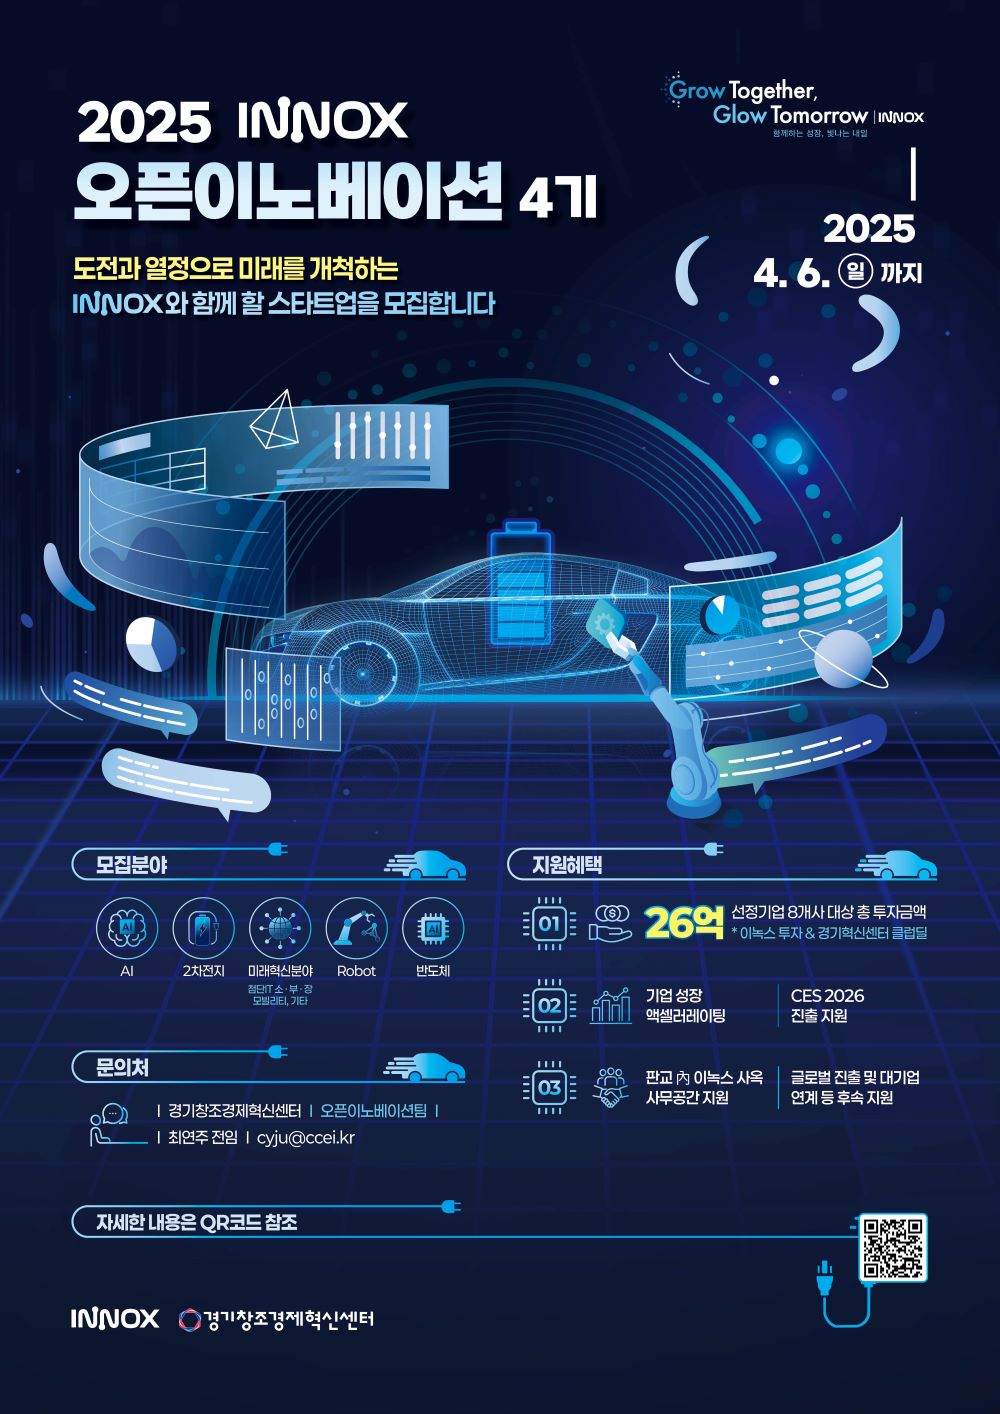 2025 INNOX
오픈이노베이션 4기
도전과 열정으로 미래를 개척하는
INNOX와 함께 할 스타트업을 모집합니다
Grow Together,
Glow Tomorrow | INNOX
함께하는 성장, 빛나는 내일
2025
4. 6. 일 까지
모집분야
AI
AI
2차전지
미래혁신분야
첨단IT 소·부·장
모빌리티, 기타
Robot
AI
반도체
지원혜택
01
26억 선정기업 8개사 대상 총 투자금액
* 이녹스 투자 & 경기혁신센터 클럽딜
02
기업 성장
액셀러레이팅
CES 2026
진출 지원
03
판교 內 이녹스 사옥
사무공간 지원
글로벌 진출 및 대기업
연계 등 후속 지원
문의처
| 경기창조경제혁신센터 | 오픈이노베이션팀 |
| 최연주 전임 | cyju@ccei.kr
자세한 내용은 QR코드 참조
INNOX 경기창조경제혁신센터